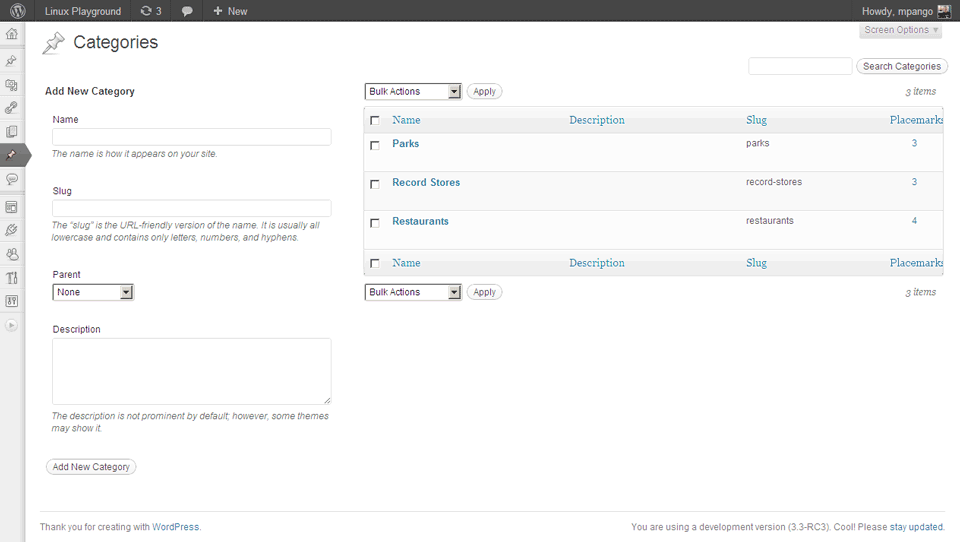 Linux Playground 3 + New Howdy, mpango
Screen Options
Categories
Search Categories
Add New Category
Bulk Actions Apply 3 items
Name
Name Description Slug Placemarks
The name is how it appears on your site.
Parks parks 3
Record Stores record-stores 3
Restaurants restaurants 4
Name Description Slug Placemarks
Bulk Actions Apply 3 items
Slug
The “slug” is the URL-friendly version of the name. It is usually all
lowercase and contains only letters, numbers, and hyphens.
Parent
None
Description
The description is not prominent by default; however, some themes
may show it.
Add New Category
Thank you for creating with WordPress. You are using a development version (3.3-RC3). Cool! Please stay updated.